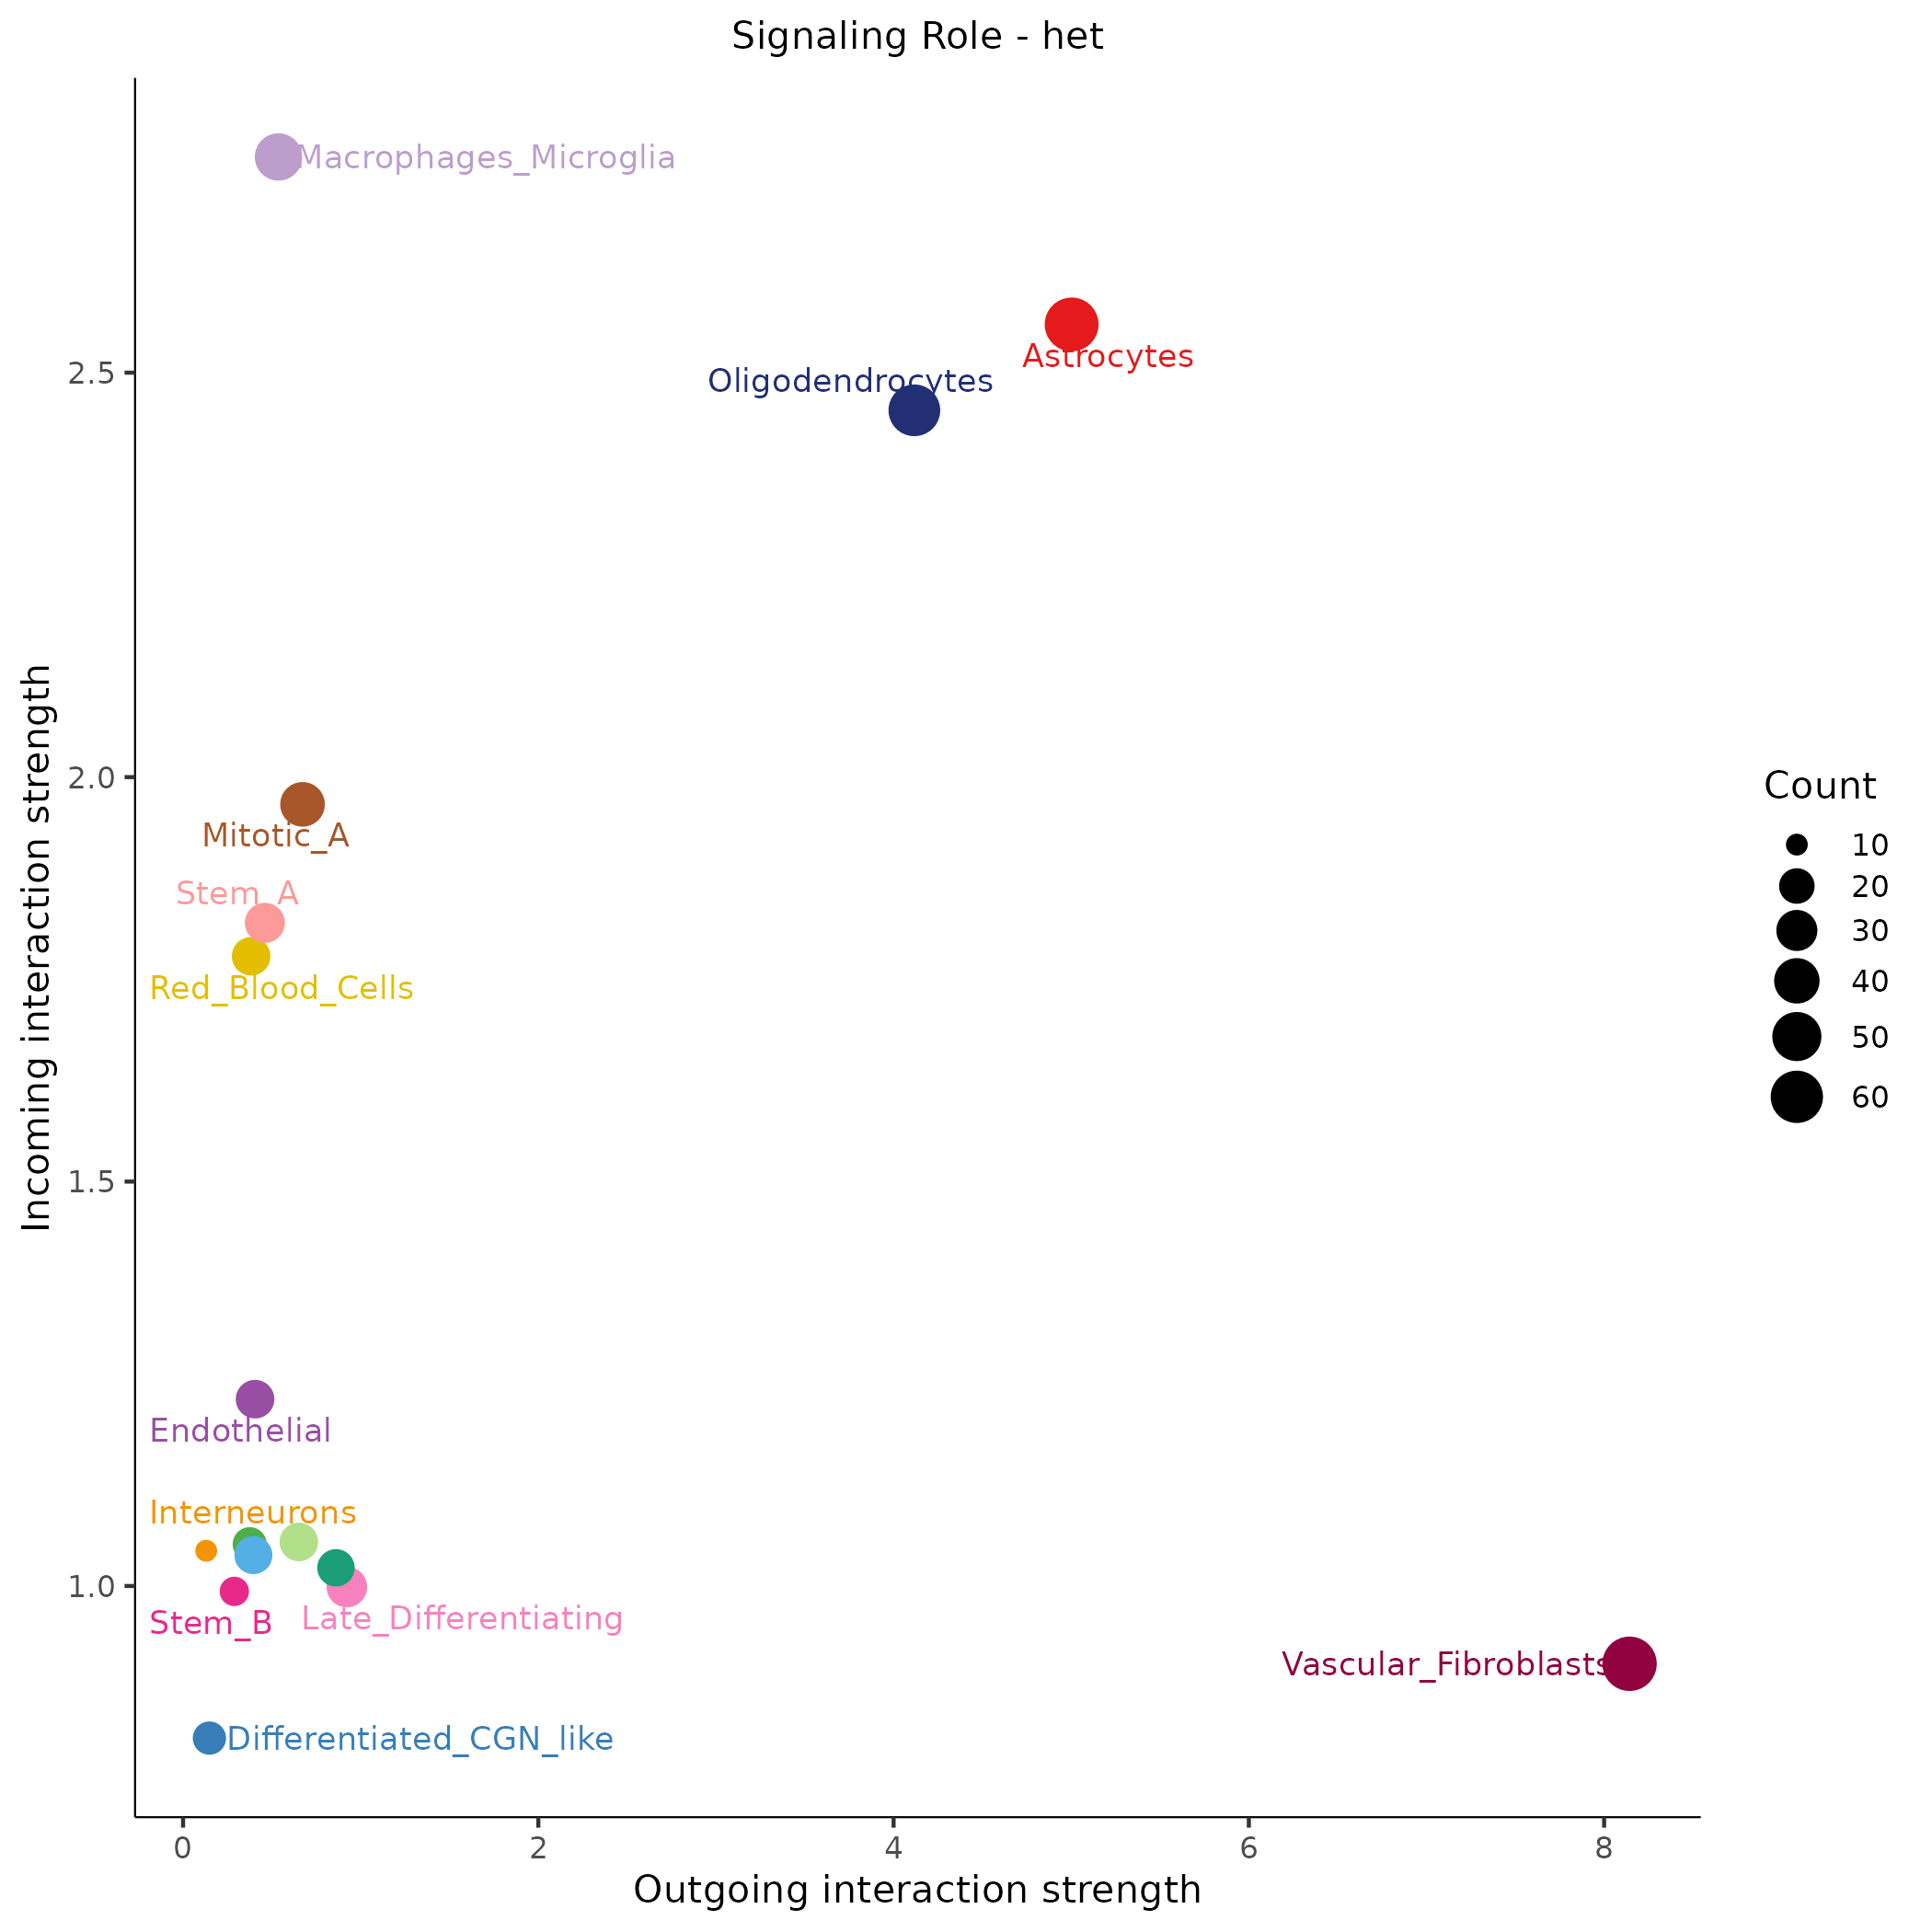 Signaling Role - het
Macrophages_Microglia
Astrocytes
Oligodendrocytes
Mitotic_A
Stem_A
Red_Blood_Cells
Endothelial
Interneurons
Stem_B
Late_Differentiating
Vascular_Fibroblasts
Differentiated_CGN_like
2.5
2.0
1.5
1.0
Incoming interaction strength
0
2
4
6
8
Outgoing interaction strength
Count
10
20
30
40
50
60